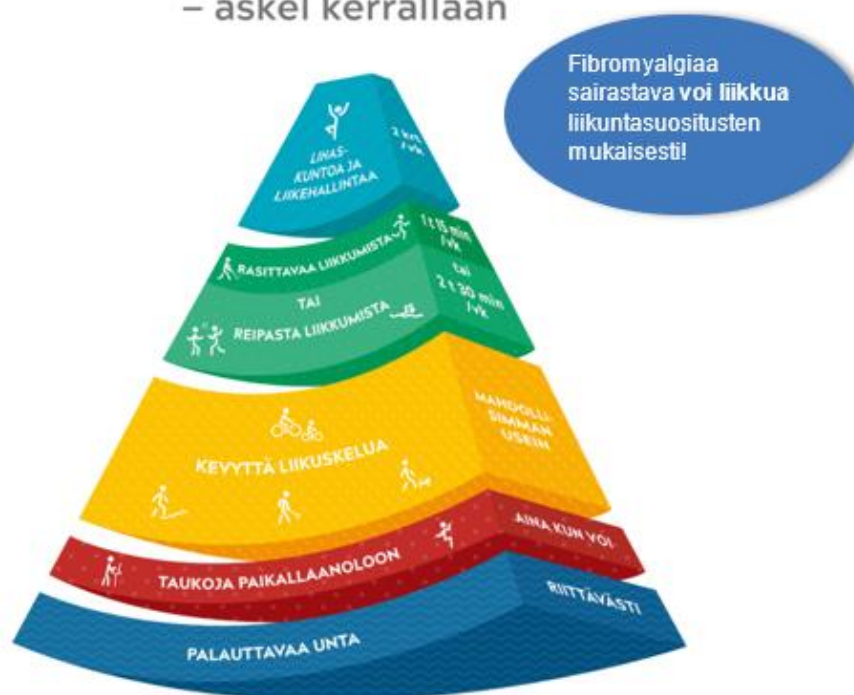 – askel kerrallaan
Fibromyalgiaa
sairastava voi liikkua
liikuntasuositusten
mukaisesti!
LIHAS-
KUNTOA JA
LIIKEHALLINTAA
2 krt
/vk
RASITTAVAA LIIKKUMISTA
1 t 15 min
/vk
TAI
REIPASTA LIIKKUMISTA
tai
2 t 30 min
/vk
KEVYTTÄ LIIKUSKELUA
MAHDOLLI-
SIMMAN
USEIN
TAUKOJA PAIKALLAANOLOON
AINA KUN VOI
PALAUTTAVAA UNTA
RIITTÄVÄSTI